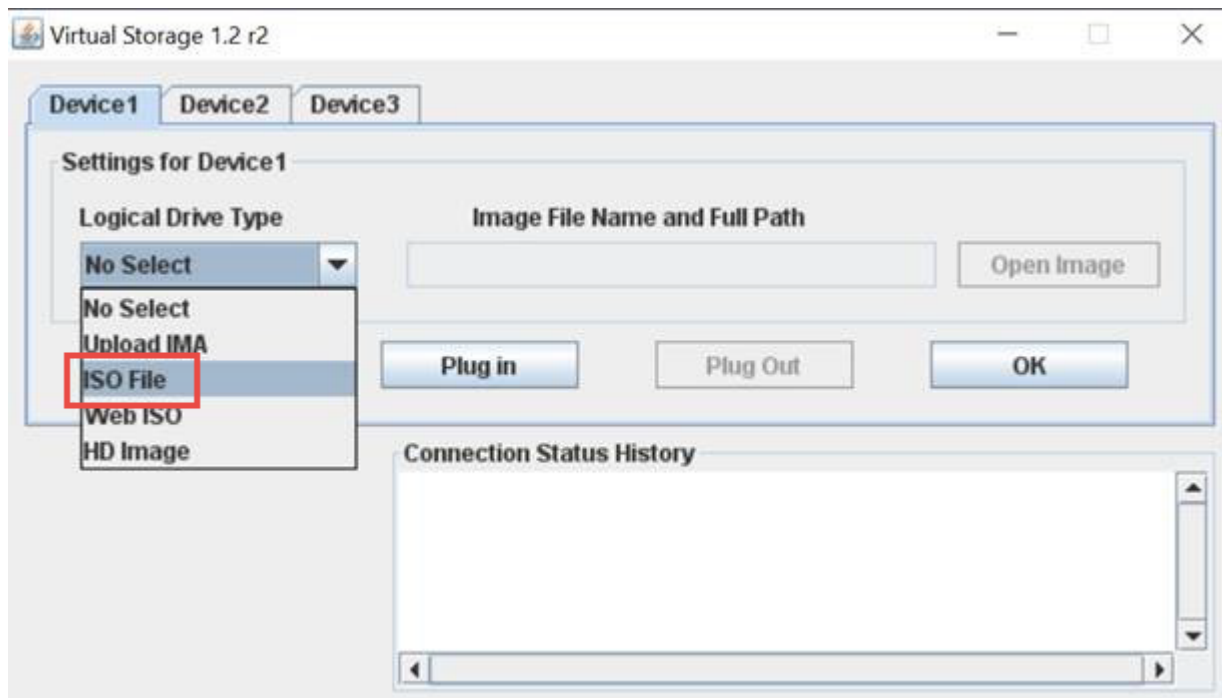 Virtual Storage 1.2 r2
Device1 Device2 Device3
Settings for Device1
Logical Drive Type Image File Name and Full Path
No Select Open Image
No Select
Upload IMA
ISO File
Plug in Plug Out OK
Web ISO
HD Image
Connection Status History